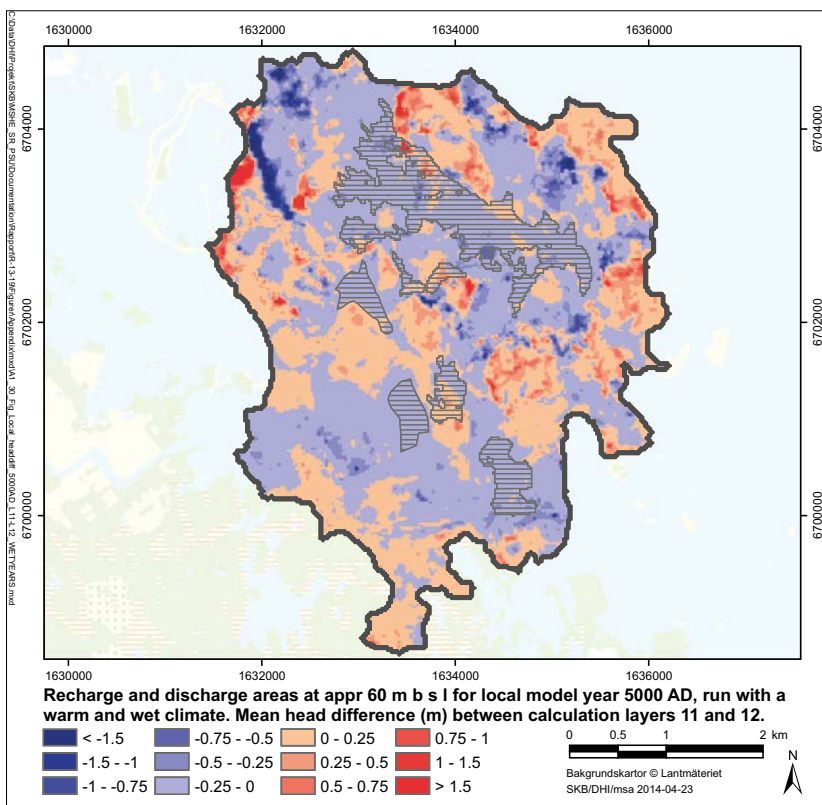 1630000 1632000 1634000 1636000
6704000 6704000
6702000 6702000
6700000 6700000
1630000 1632000 1634000 1636000
Recharge and discharge areas at appr 60 m b s l for local model year 5000 AD, run with a
warm and wet climate. Mean head difference (m) between calculation layers 11 and 12.
< -1.5 -0.75 - -0.5 0 - 0.25 0.75 - 1
-1.5 - -1 -0.5 - -0.25 0.25 - 0.5 1 - 1.5
-1 - -0.75 -0.25 - 0 0.5 - 0.75 > 1.5
0 0.5 1 2 km
Bakgrundskartor © Lantmäteriet
SKB/DHI/msa 2014-04-23
N